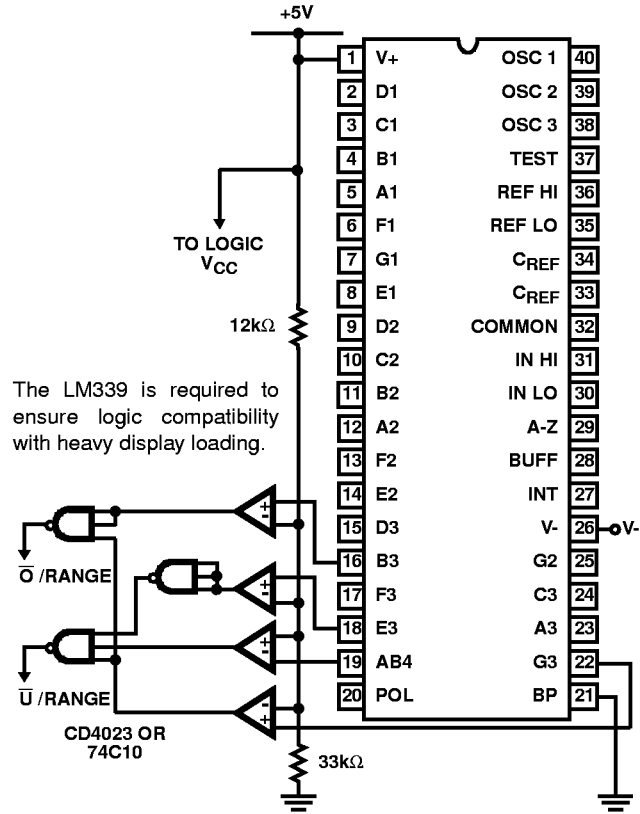 +5V
1 V+ OSC 1 40
2 D1 OSC 2 39
3 C1 OSC 3 38
4 B1 TEST 37
5 A1 REF HI 36
6 F1 REF LO 35
TO LOGIC
VCC
7 G1 CREF 34
8 E1 CREF 33
12kΩ
9 D2 COMMON 32
10 C2 IN HI 31
11 B2 IN LO 30
12 A2 A-Z 29
13 F2 BUFF 28
14 E2 INT 27
15 D3 V- 26 V-
16 B3 G2 25
17 F3 C3 24
18 E3 A3 23
19 AB4 G3 22
20 POL BP 21
The LM339 is required to
ensure logic compatibility
with heavy display loading.
+
-
O̅ /RANGE
+
-
-
+
U̅ /RANGE
-
+
CD4023 OR
74C10
33kΩ